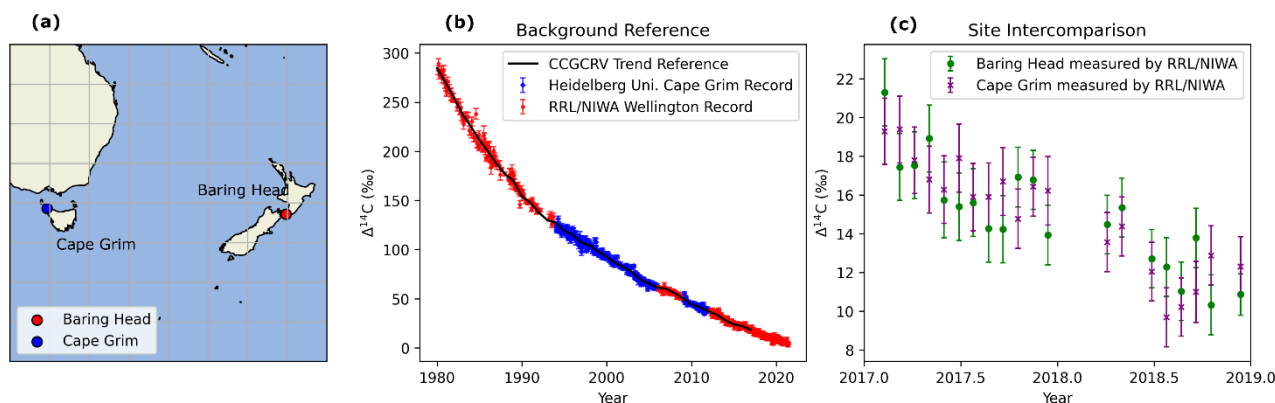 (a)
Baring Head
Cape Grim
Baring Head
Cape Grim
(b)
Background Reference
CCGCRV Trend Reference
Heidelberg Uni. Cape Grim Record
RRL/NIWA Wellington Record
Δ¹⁴C (‰)
300
250
200
150
100
50
0
1980
1990
2000
2010
2020
Year
(c)
Site Intercomparison
Baring Head measured by RRL/NIWA
Cape Grim measured by RRL/NIWA
Δ¹⁴C (‰)
22
20
18
16
14
12
10
8
2017.0
2017.5
2018.0
2018.5
2019.0
Year